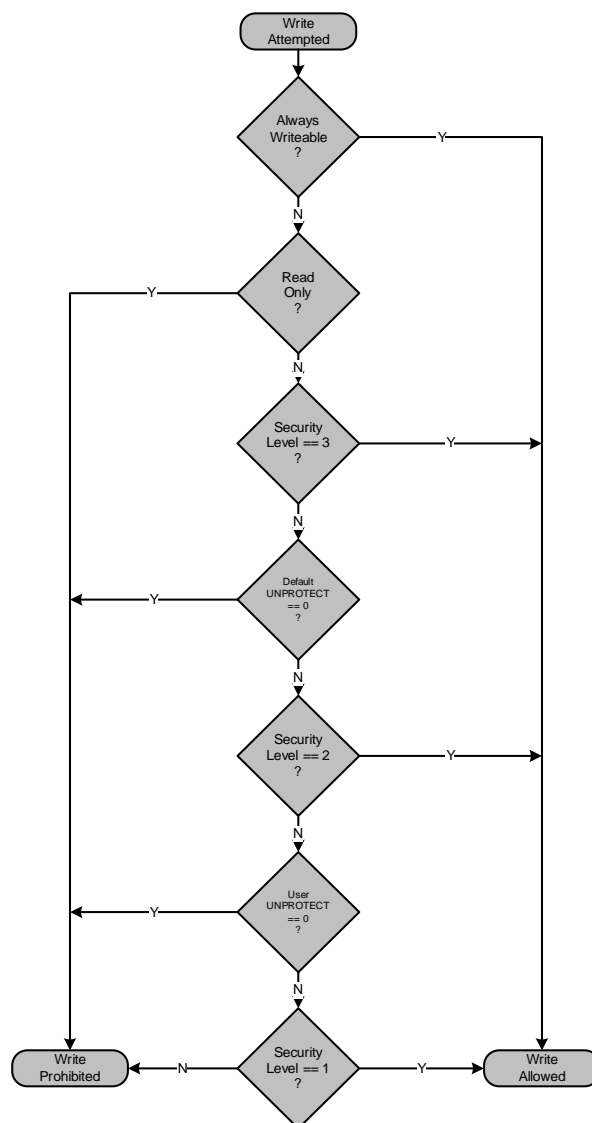 Write
Attempted
Always
Writeable
?
Y
N
Read
Only
?
Y
N
Security
Level == 3
?
Y
N
Default
UNPROTECT
== 0
?
Y
N
Security
Level == 2
?
Y
N
User
UNPROTECT
== 0
?
Y
N
Write
Prohibited
N
Security
Level == 1
?
Y
Write
Allowed